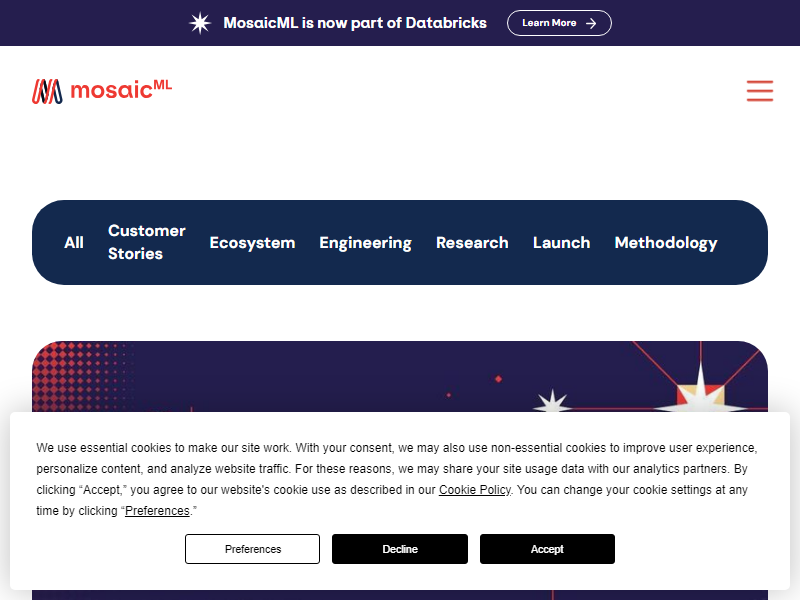 MosaicML is now part of Databricks
Learn More
mosaicML
All
Customer
Stories
Ecosystem
Engineering
Research
Launch
Methodology
We use essential cookies to make our site work. With your consent, we may also use non-essential cookies to improve user experience,
personalize content, and analyze website traffic. For these reasons, we may share your site usage data with our analytics partners. By
clicking “Accept,” you agree to our website's cookie use as described in our Cookie Policy. You can change your cookie settings at any
time by clicking “Preferences.”
Preferences
Decline
Accept